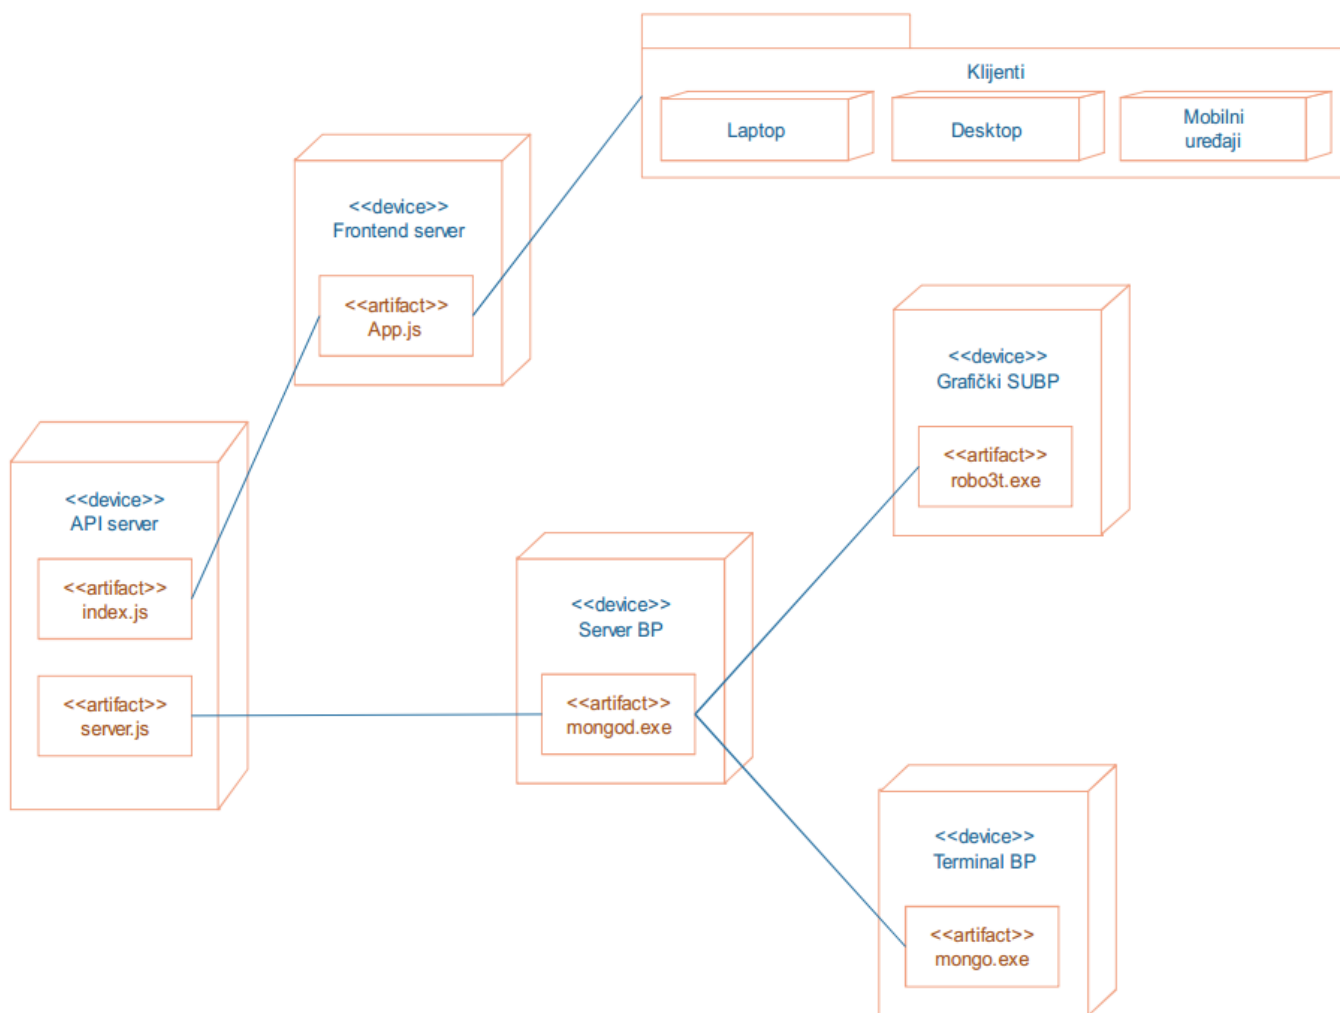 Klijenti
Laptop
Desktop
Mobilni
uređaji
<<device>>
Frontend server
<<artifact>>
App.js
<<device>>
Grafički SUBP
<<artifact>>
robo3t.exe
<<device>>
API server
<<artifact>>
index.js
<<artifact>>
server.js
<<device>>
Server BP
<<artifact>>
mongod.exe
<<device>>
Terminal BP
<<artifact>>
mongo.exe